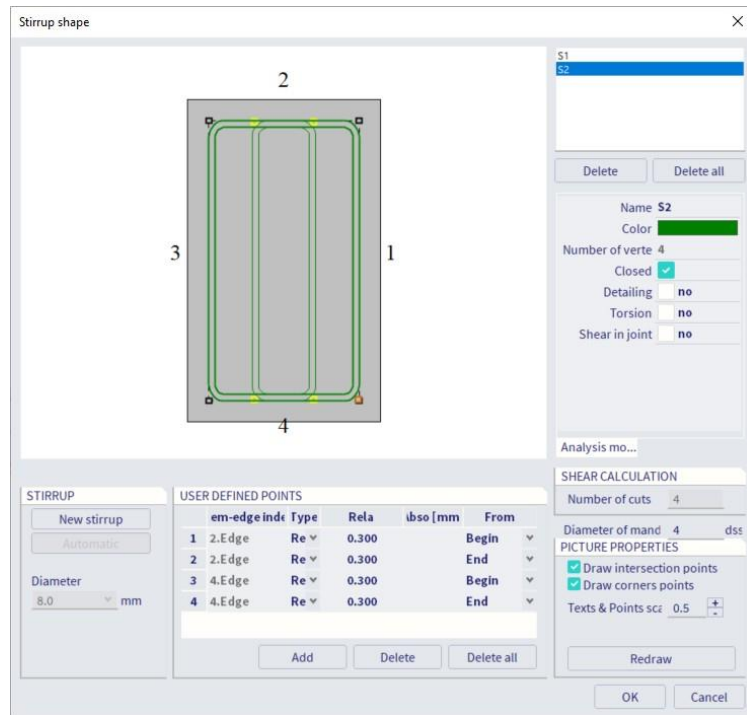 Stirrup shape
2
3
1
4
S1
S2
Delete
Delete all
Name S2
Color
Number of verte 4
Closed
Detailing no
Torsion no
Shear in joint no
Analysis mo...
SHEAR CALCULATION
Number of cuts 4
Diameter of mand 4 dss
PICTURE PROPERTIES
Draw intersection points
Draw corners points
Texts & Points sca 0.5 + -
Redraw
STIRRUP
New stirrup
Automatic
Diameter
8.0 mm
USER DEFINED POINTS
em-edge inde Type Rela \bso [mm From
1 2.Edge Re 0.300 Begin
2 2.Edge Re 0.300 End
3 4.Edge Re 0.300 Begin
4 4.Edge Re 0.300 End
Add Delete Delete all
OK Cancel